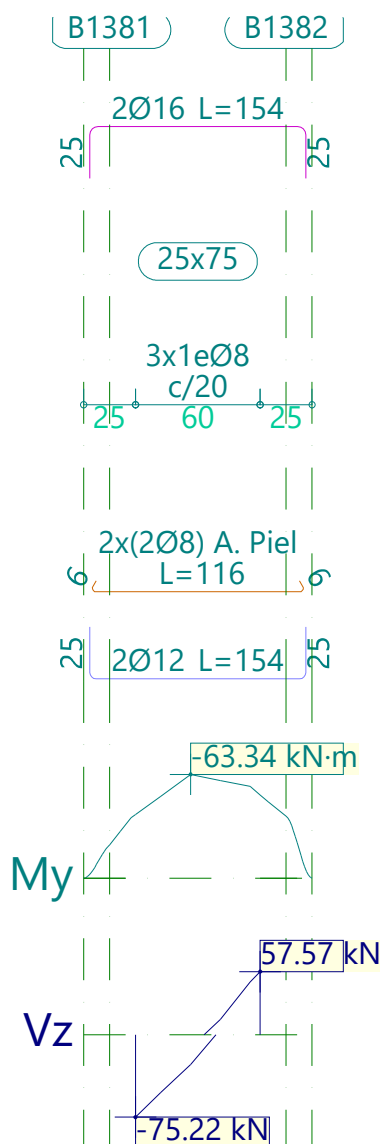 B1381 B1382
2Ø16 L=154
25 25
25x75
3x1eØ8
c/20
25 60 25
2x(2Ø8) A. Piel
6 L=116 6
25 2Ø12 L=154 25
-63.34 kN·m
My
57.57 kN
Vz
-75.22 kN